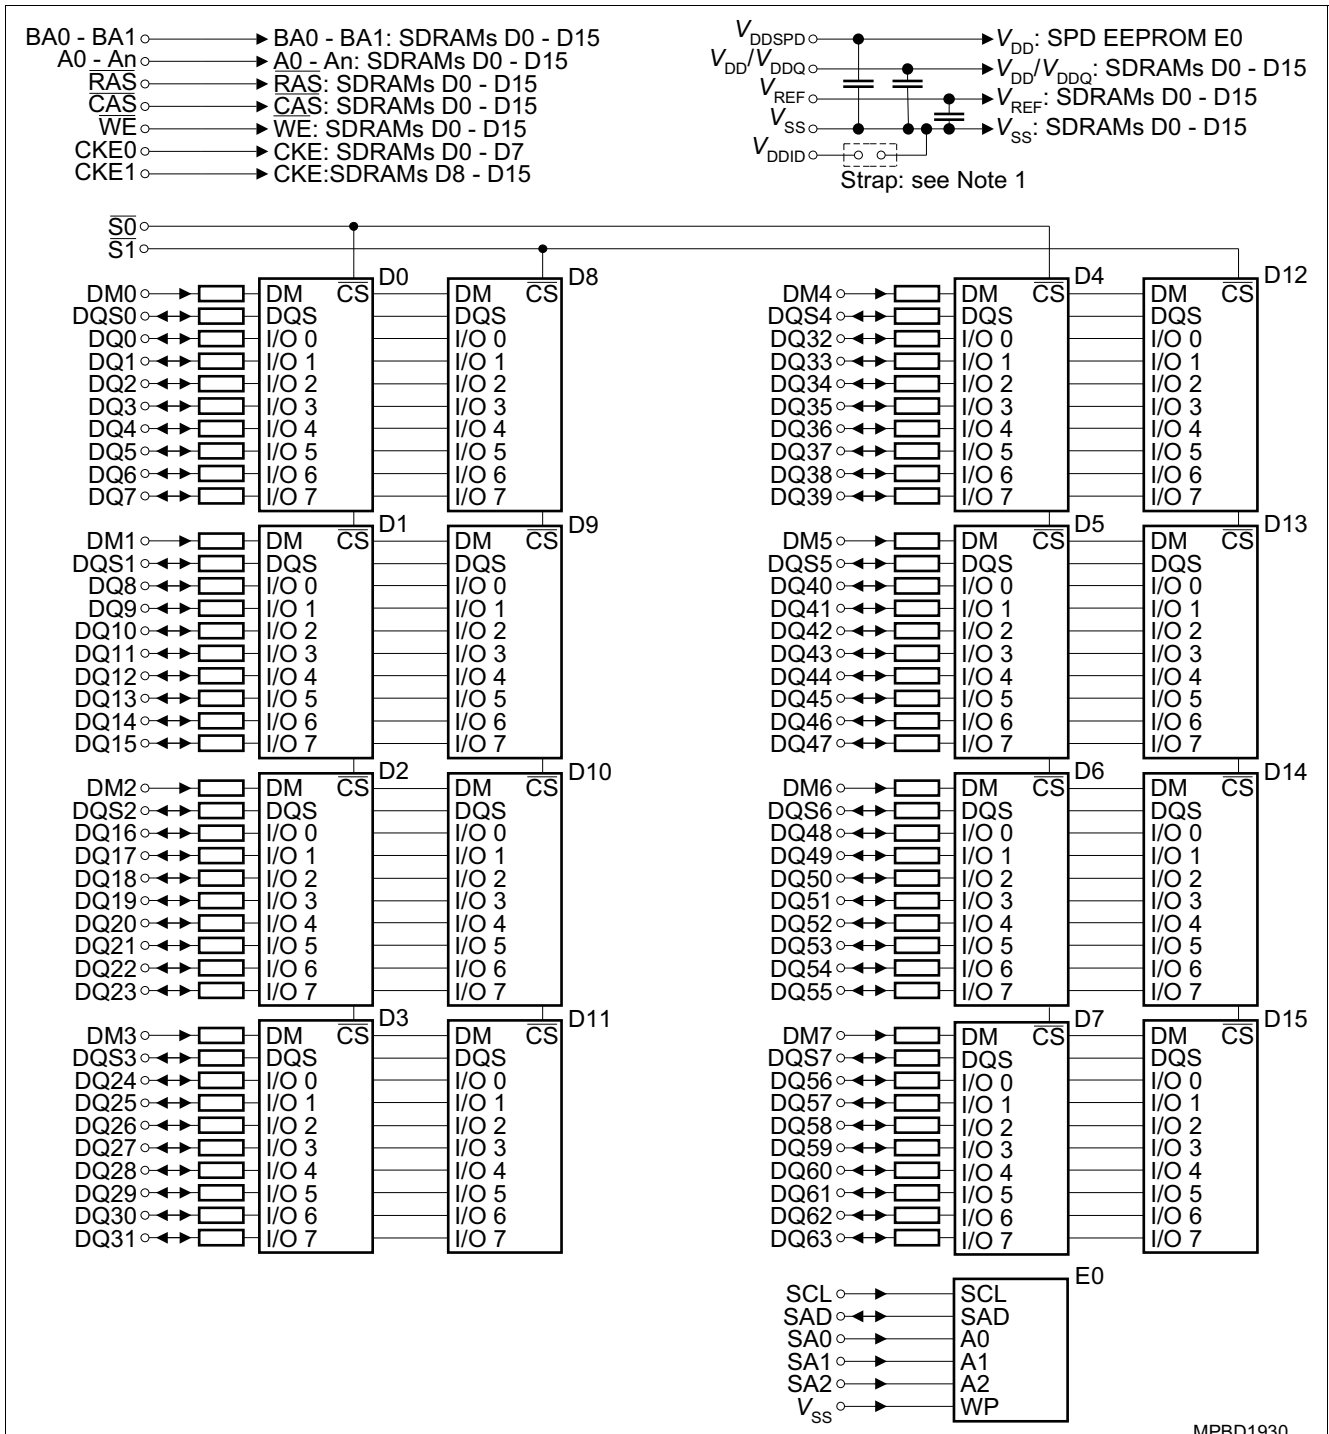 BA0 - BA1 BA0 - BA1: SDRAMs D0 - D15
A0 - An A0 - An: SDRAMs D0 - D15
RAS RAS: SDRAMs D0 - D15
CAS CAS: SDRAMs D0 - D15
WE WE: SDRAMs D0 - D15
CKE0 CKE: SDRAMs D0 - D7
CKE1 CKE:SDRAMs D8 - D15
VDDSPD VDD: SPD EEPROM E0
VDD/VDDQ VDD/VDDQ: SDRAMs D0 - D15
VREF VREF: SDRAMs D0 - D15
VSS VSS: SDRAMs D0 - D15
VDDID
Strap: see Note 1
S0
S1
D0 D8
DM0 DM CS DM CS
DQS0 DQS DQS
DQ0 I/O 0 I/O 0
DQ1 I/O 1 I/O 1
DQ2 I/O 2 I/O 2
DQ3 I/O 3 I/O 3
DQ4 I/O 4 I/O 4
DQ5 I/O 5 I/O 5
DQ6 I/O 6 I/O 6
DQ7 I/O 7 I/O 7
D1 D9
DM1 DM CS DM CS
DQS1 DQS DQS
DQ8 I/O 0 I/O 0
DQ9 I/O 1 I/O 1
DQ10 I/O 2 I/O 2
DQ11 I/O 3 I/O 3
DQ12 I/O 4 I/O 4
DQ13 I/O 5 I/O 5
DQ14 I/O 6 I/O 6
DQ15 I/O 7 I/O 7
D2 D10
DM2 DM CS DM CS
DQS2 DQS DQS
DQ16 I/O 0 I/O 0
DQ17 I/O 1 I/O 1
DQ18 I/O 2 I/O 2
DQ19 I/O 3 I/O 3
DQ20 I/O 4 I/O 4
DQ21 I/O 5 I/O 5
DQ22 I/O 6 I/O 6
DQ23 I/O 7 I/O 7
D3 D11
DM3 DM CS DM CS
DQS3 DQS DQS
DQ24 I/O 0 I/O 0
DQ25 I/O 1 I/O 1
DQ26 I/O 2 I/O 2
DQ27 I/O 3 I/O 3
DQ28 I/O 4 I/O 4
DQ29 I/O 5 I/O 5
DQ30 I/O 6 I/O 6
DQ31 I/O 7 I/O 7
D4 D12
DM4 DM CS DM CS
DQS4 DQS DQS
DQ32 I/O 0 I/O 0
DQ33 I/O 1 I/O 1
DQ34 I/O 2 I/O 2
DQ35 I/O 3 I/O 3
DQ36 I/O 4 I/O 4
DQ37 I/O 5 I/O 5
DQ38 I/O 6 I/O 6
DQ39 I/O 7 I/O 7
D5 D13
DM5 DM CS DM CS
DQS5 DQS DQS
DQ40 I/O 0 I/O 0
DQ41 I/O 1 I/O 1
DQ42 I/O 2 I/O 2
DQ43 I/O 3 I/O 3
DQ44 I/O 4 I/O 4
DQ45 I/O 5 I/O 5
DQ46 I/O 6 I/O 6
DQ47 I/O 7 I/O 7
D6 D14
DM6 DM CS DM CS
DQS6 DQS DQS
DQ48 I/O 0 I/O 0
DQ49 I/O 1 I/O 1
DQ50 I/O 2 I/O 2
DQ51 I/O 3 I/O 3
DQ52 I/O 4 I/O 4
DQ53 I/O 5 I/O 5
DQ54 I/O 6 I/O 6
DQ55 I/O 7 I/O 7
D7 D15
DM7 DM CS DM CS
DQS7 DQS DQS
DQ56 I/O 0 I/O 0
DQ57 I/O 1 I/O 1
DQ58 I/O 2 I/O 2
DQ59 I/O 3 I/O 3
DQ60 I/O 4 I/O 4
DQ61 I/O 5 I/O 5
DQ62 I/O 6 I/O 6
DQ63 I/O 7 I/O 7
E0
SCL SCL
SAD SAD
SA0 A0
SA1 A1
SA2 A2
VSS WP
MPBD1930